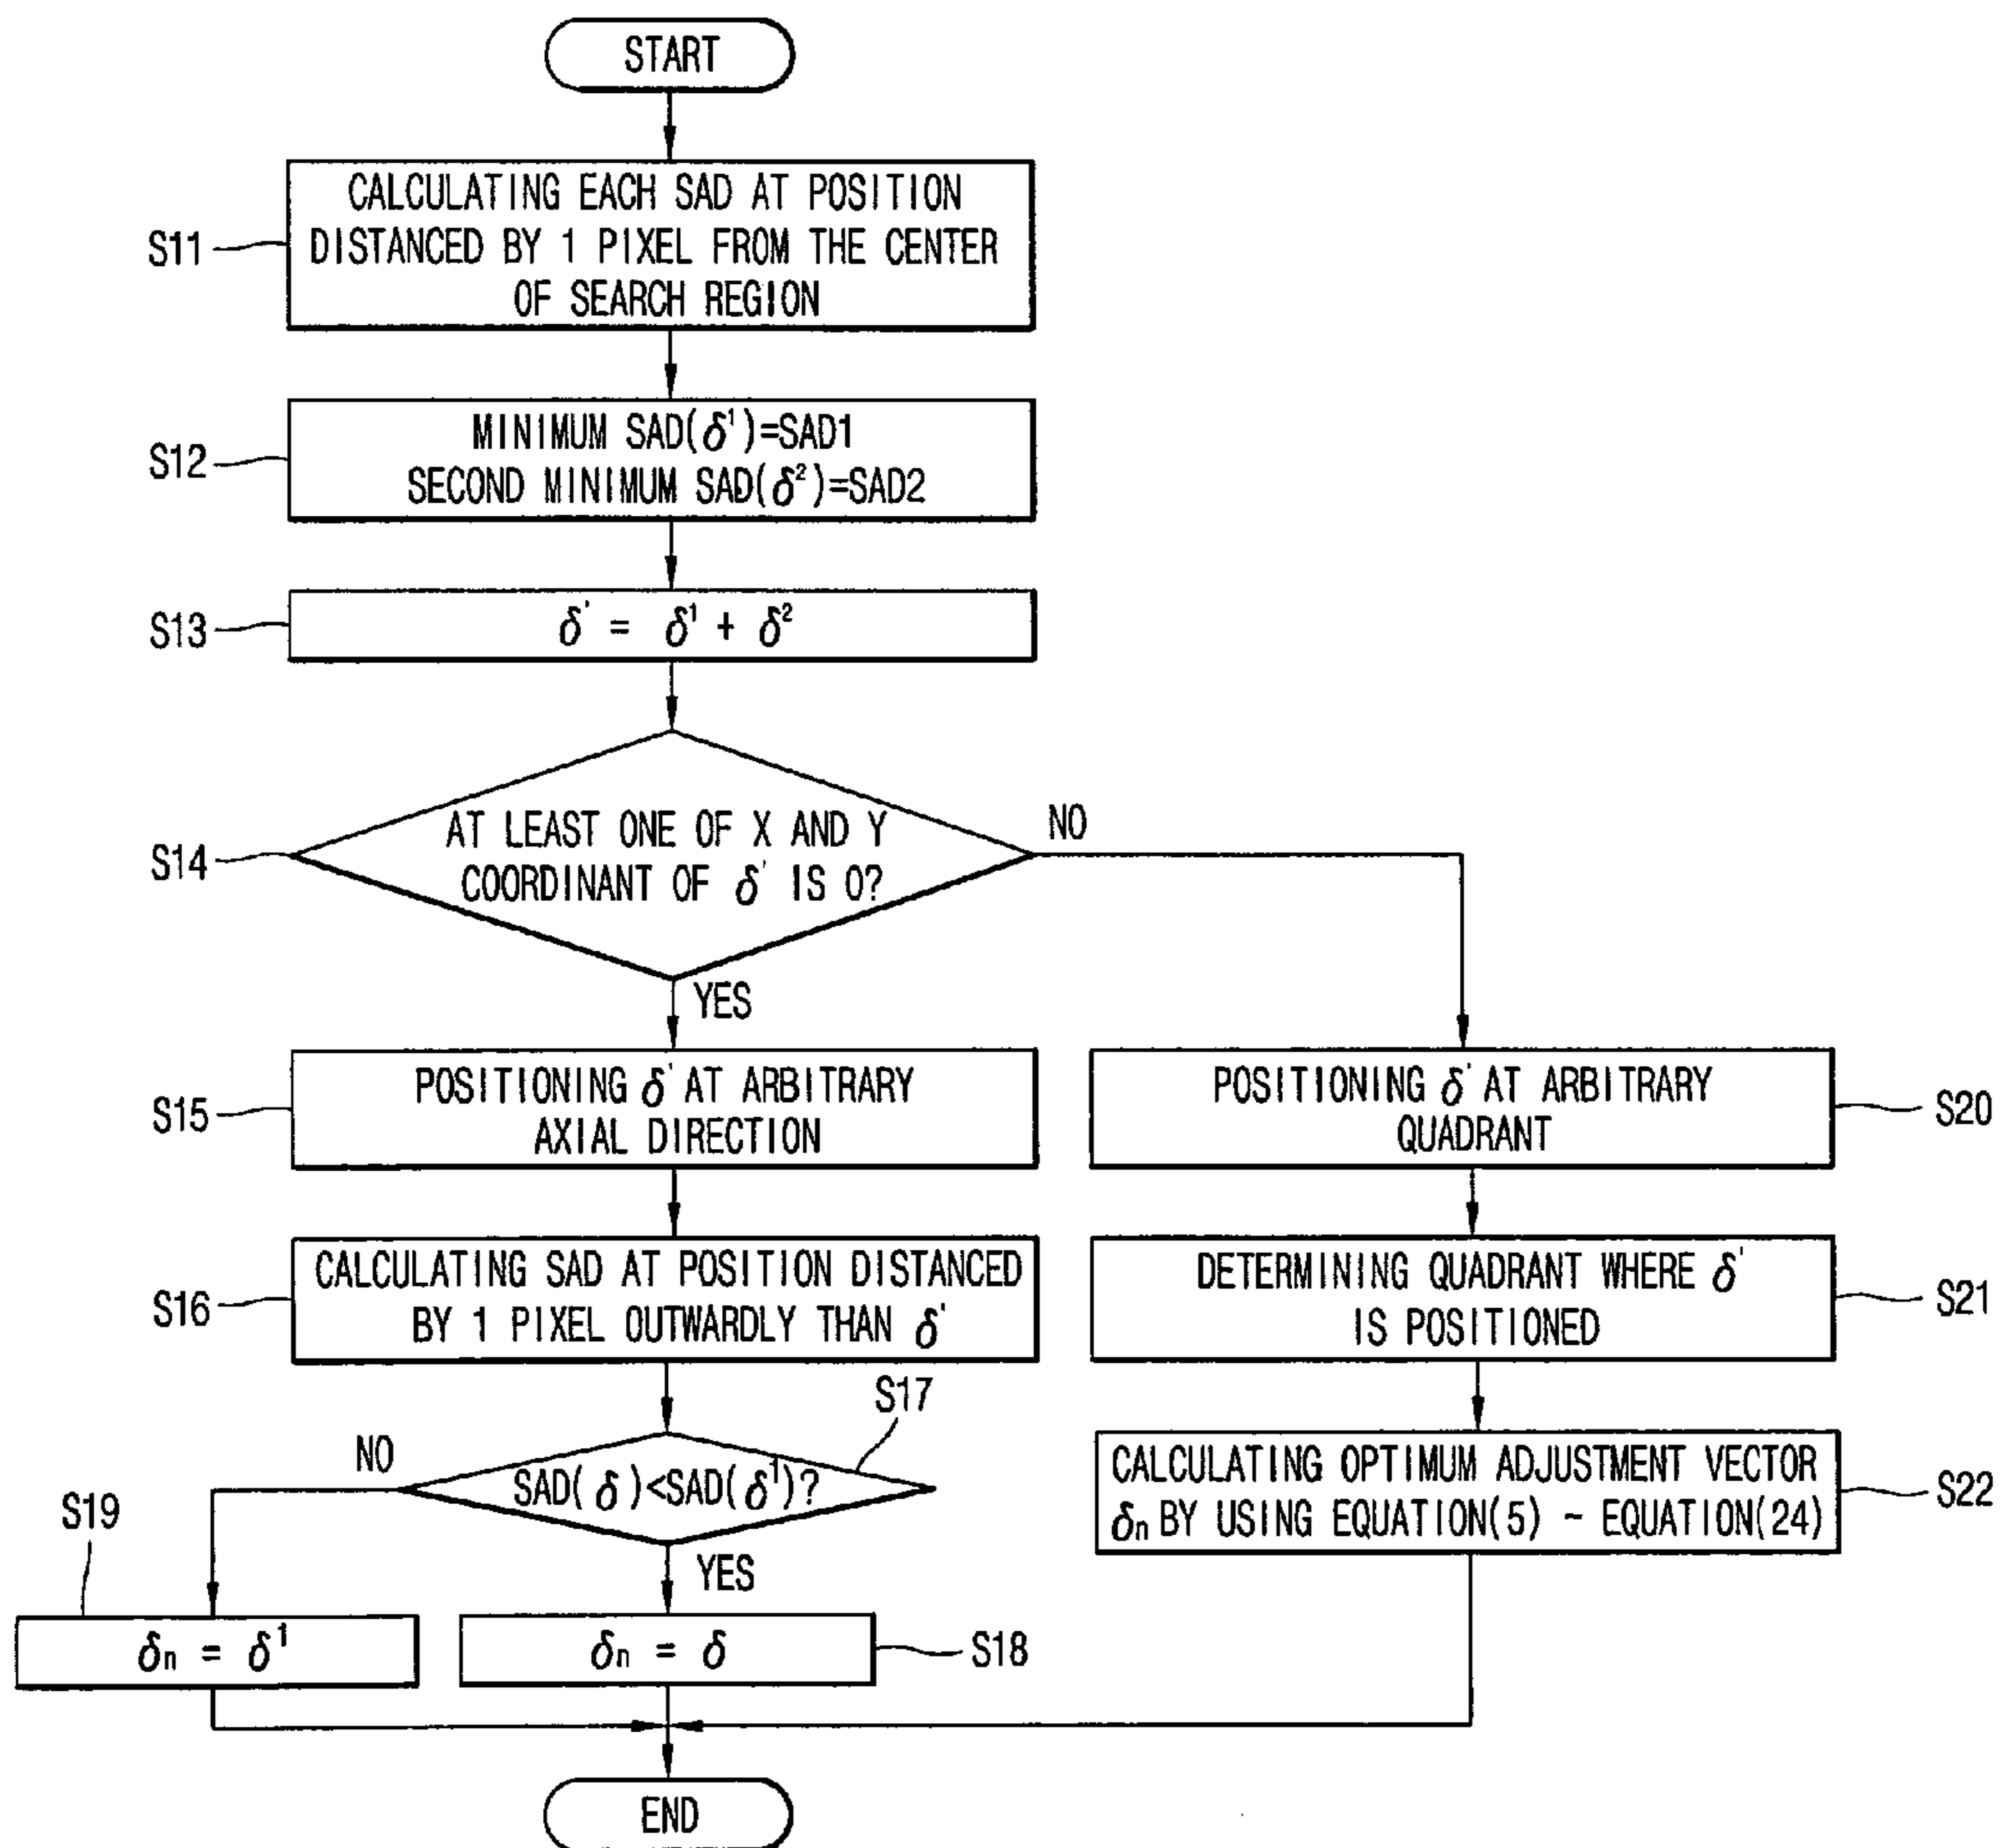 START
S11
CALCULATING EACH SAD AT POSITION
DISTANCED BY 1 PIXEL FROM THE CENTER
OF SEARCH REGION
S12
MINIMUM SAD(δ¹)=SAD1
SECOND MINIMUM SAD(δ²)=SAD2
S13
δ' = δ¹ + δ²
S14
AT LEAST ONE OF X AND Y
COORDINANT OF δ' IS 0?
NO
YES
S15
POSITIONING δ' AT ARBITRARY
AXIAL DIRECTION
POSITIONING δ' AT ARBITRARY
QUADRANT
S20
S16
CALCULATING SAD AT POSITION DISTANCED
BY 1 PIXEL OUTWARDLY THAN δ'
DETERMINING QUADRANT WHERE δ'
IS POSITIONED
S21
S17
NO
SAD(δ)<SAD(δ¹)?
YES
CALCULATING OPTIMUM ADJUSTMENT VECTOR
δn BY USING EQUATION(5) ~ EQUATION(24)
S22
S19
δn = δ¹
δn = δ
S18
END